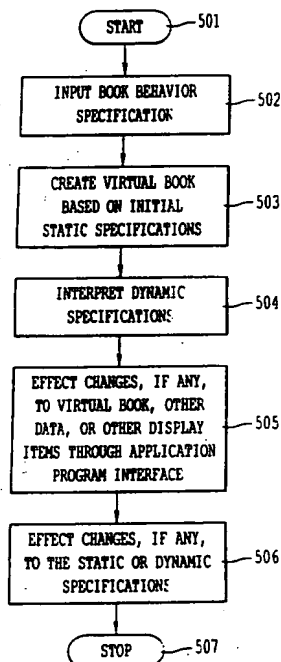 START
501
INPUT BOOK BEHAVIOR
SPECIFICATION
502
CREATE VIRTUAL BOOK
BASED ON INITIAL
STATIC SPECIFICATIONS
503
INTERPRET DYNAMIC
SPECIFICATIONS
504
EFFECT CHANGES, IF ANY,
TO VIRTUAL BOOK, OTHER
DATA, OR OTHER DISPLAY
ITEMS THROUGH APPLICATION
PROGRAM INTERFACE
505
EFFECT CHANGES, IF ANY,
TO THE STATIC OR DYNAMIC
SPECIFICATIONS
506
STOP
507